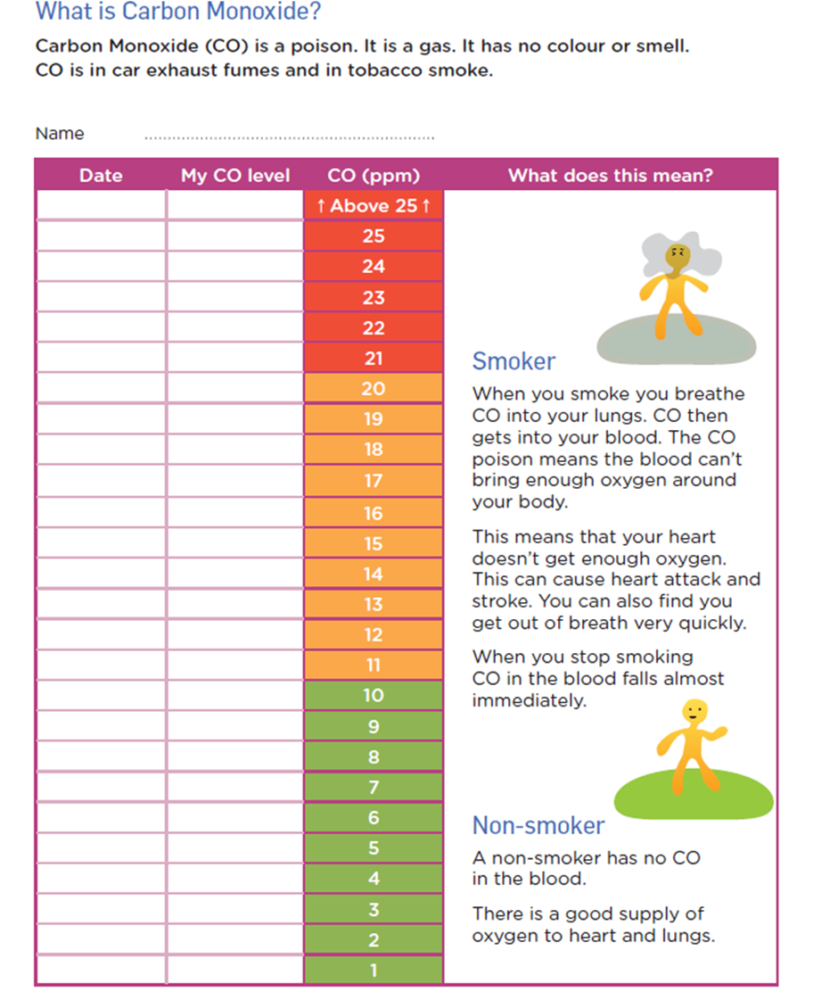 What is Carbon Monoxide?
Carbon Monoxide (CO) is a poison. It is a gas. It has no colour or smell.
CO is in car exhaust fumes and in tobacco smoke.
Name ........................................................
Date My CO level CO (ppm) What does this mean?
↑ Above 25 ↑
25
24
23
22
21
20
19
18
17
16
15
14
13
12
11
10
9
8
7
6
5
4
3
2
1
Smoker
When you smoke you breathe
CO into your lungs. CO then
gets into your blood. The CO
poison means the blood can’t
bring enough oxygen around
your body.
This means that your heart
doesn’t get enough oxygen.
This can cause heart attack and
stroke. You can also find you
get out of breath very quickly.
When you stop smoking
CO in the blood falls almost
immediately.
Non-smoker
A non-smoker has no CO
in the blood.
There is a good supply of
oxygen to heart and lungs.